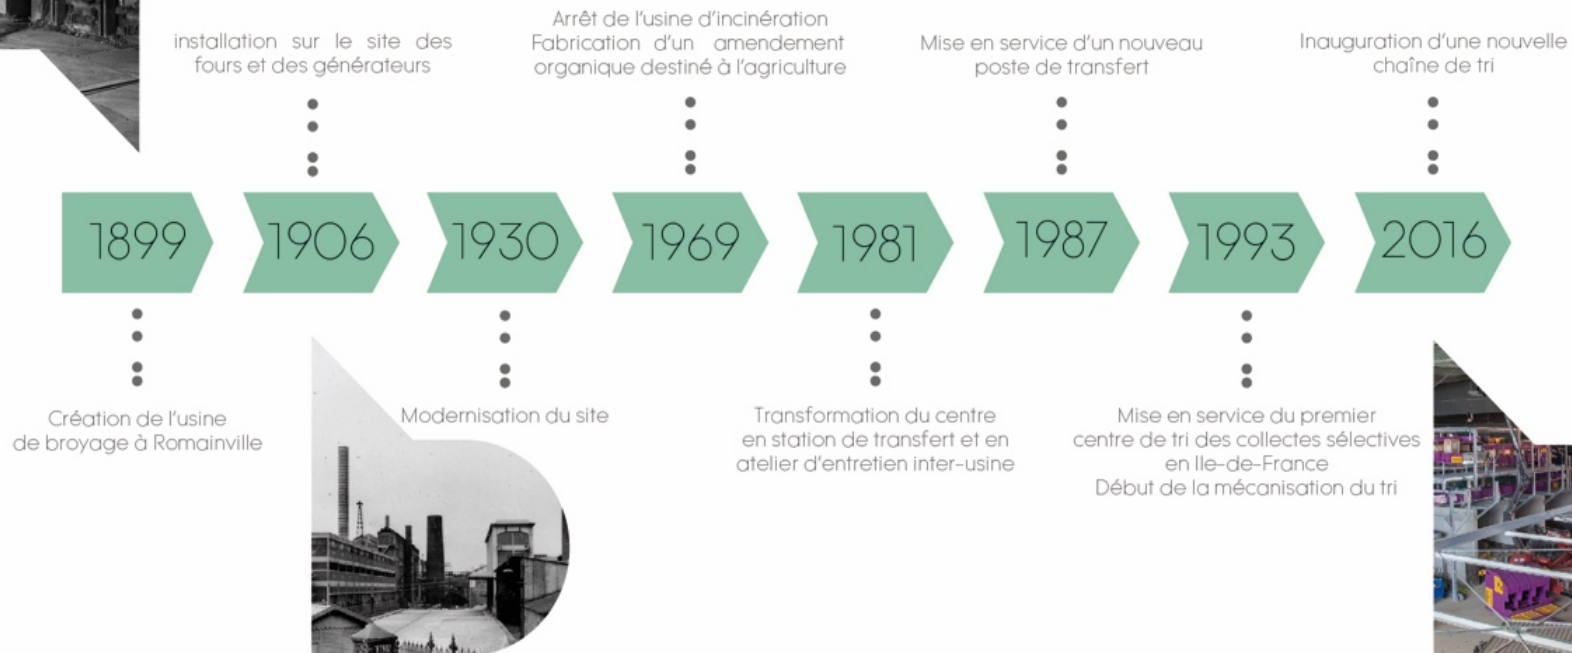 installation sur le site des
fours et des générateurs
Arrêt de l'usine d'incinération
Fabrication d'un amendement
organique destiné à l'agriculture
Mise en service d'un nouveau
poste de transfert
Inauguration d'une nouvelle
chaîne de tri
1899
1906
1930
1969
1981
1987
1993
2016
Création de l'usine
de broyage à Romainville
Modernisation du site
Transformation du centre
en station de transfert et en
atelier d'entretien inter-usine
Mise en service du premier
centre de tri des collectes sélectives
en Ile-de-France
Début de la mécanisation du tri